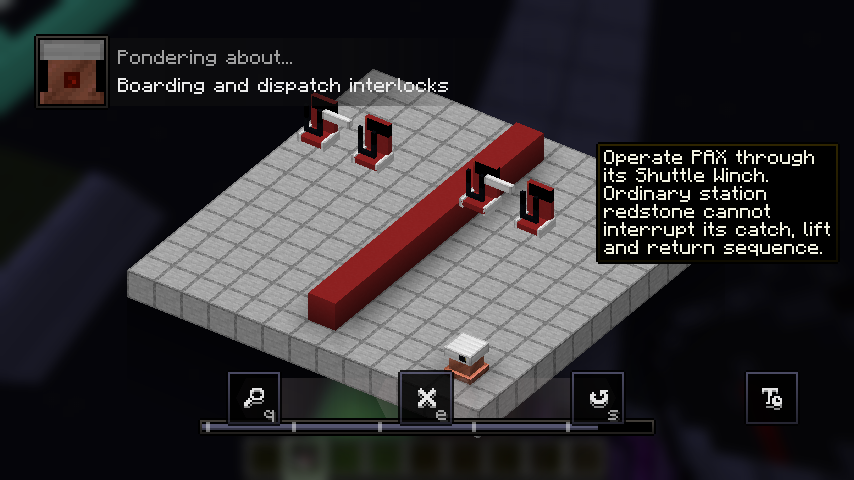 Pondering about...
Boarding and dispatch interlocks
Operate PAX through
its Shuttle Winch.
Ordinary station
redstone cannot
interrupt its catch, lift
and return sequence.
q
e
s
T